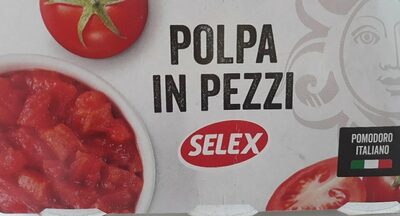 POLPA
IN PEZZI
SELEX
POMODORO
ITALIANO